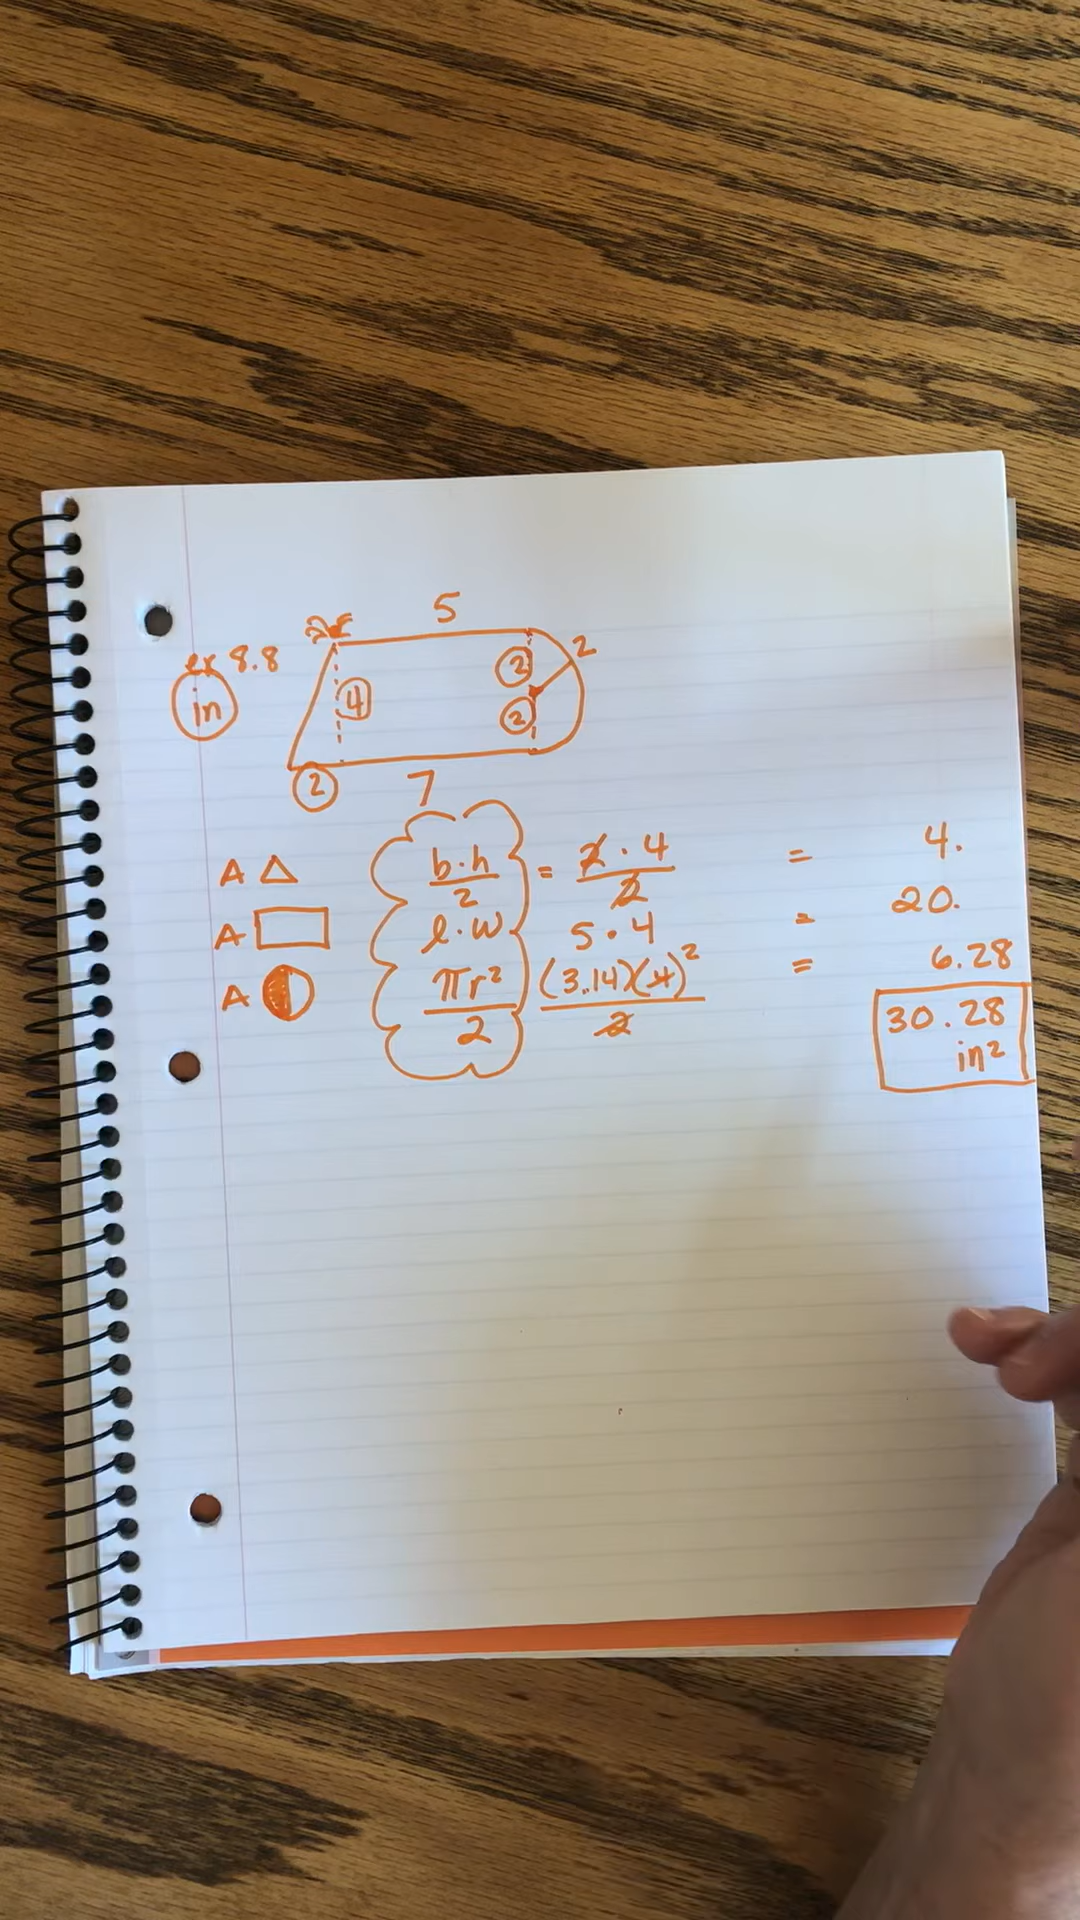 5
ex 8.8
in
4
2
2
2
2
7
A △ b·h/2 = 2·4/2 = 4.
A ▭ l·w 5·4 = 20.
A ◐ πr²/2 (3.14)(4)²/2 = 6.28
30.28
in²